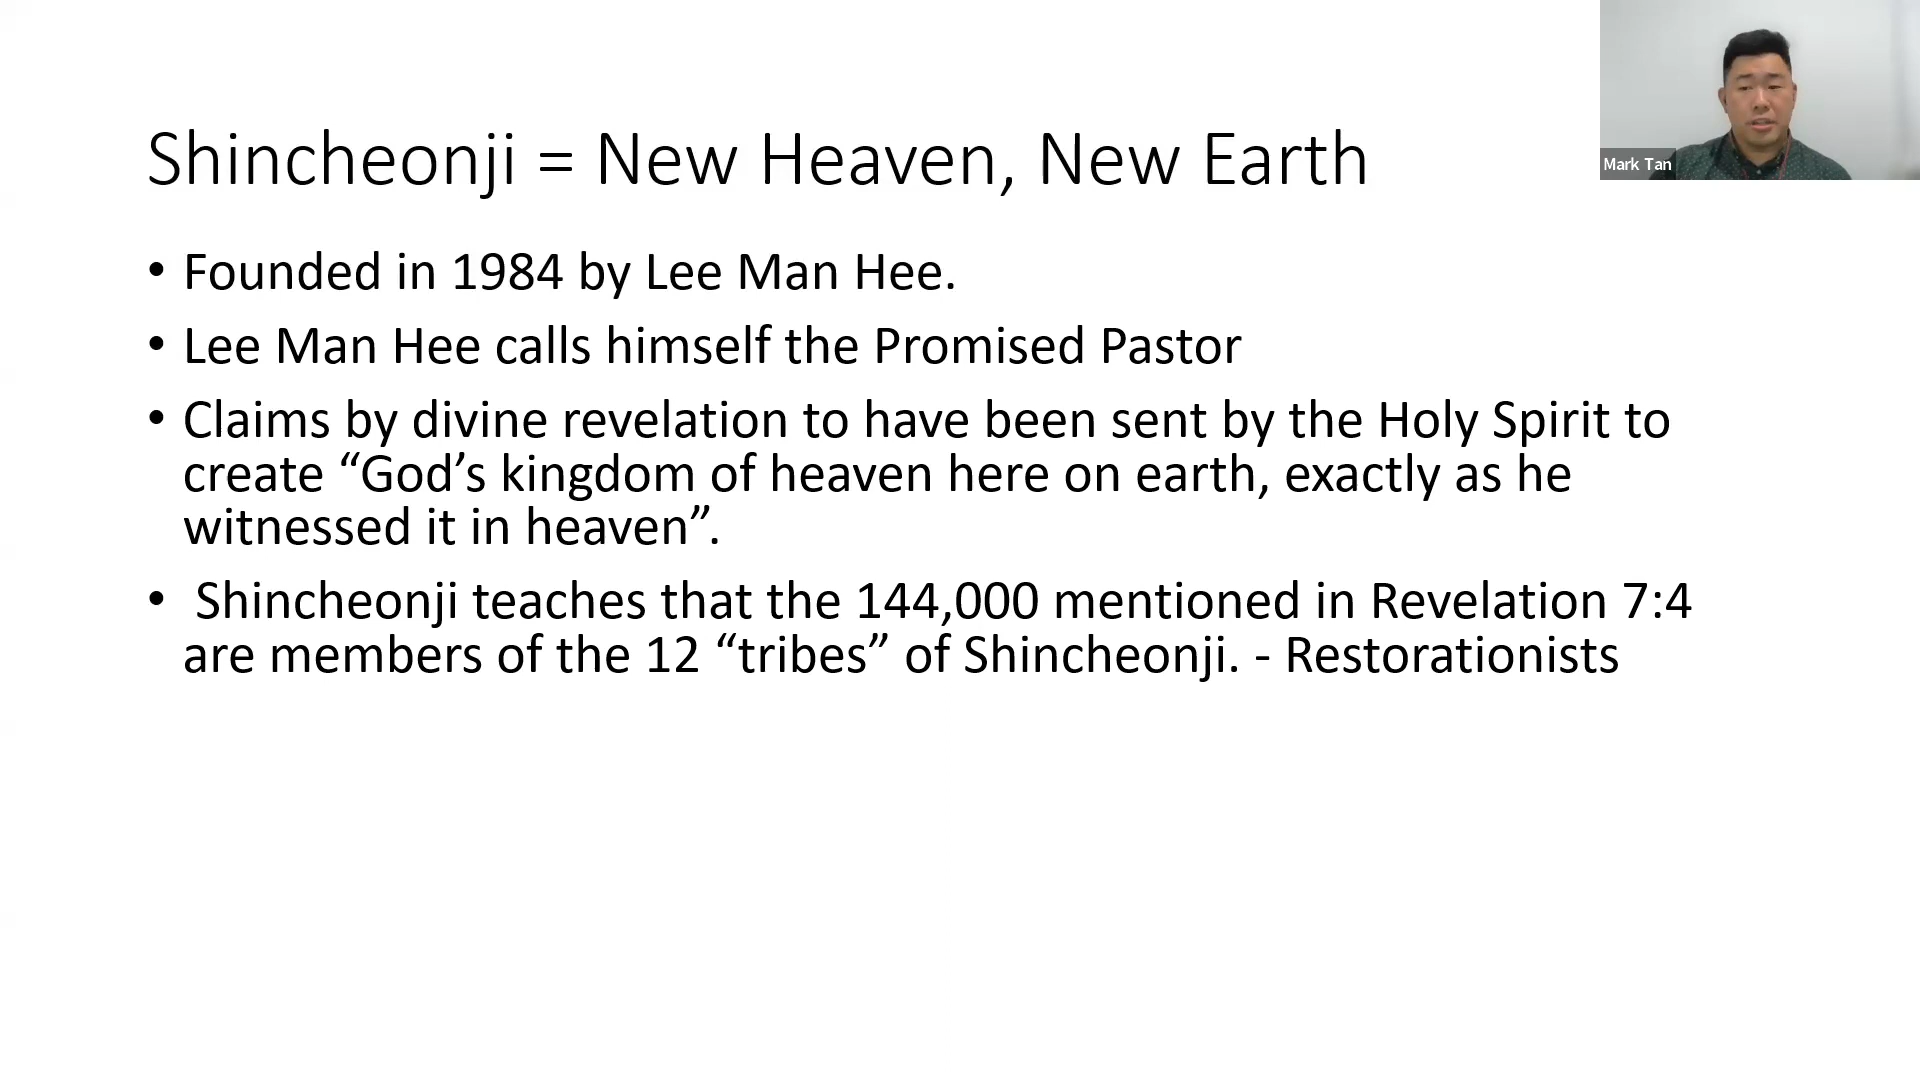 Shincheonji = New Heaven, New Earth
Mark Tan
• Founded in 1984 by Lee Man Hee.
• Lee Man Hee calls himself the Promised Pastor
• Claims by divine revelation to have been sent by the Holy Spirit to
create “God’s kingdom of heaven here on earth, exactly as he
witnessed it in heaven”.
• Shincheonji teaches that the 144,000 mentioned in Revelation 7:4
are members of the 12 “tribes” of Shincheonji. - Restorationists